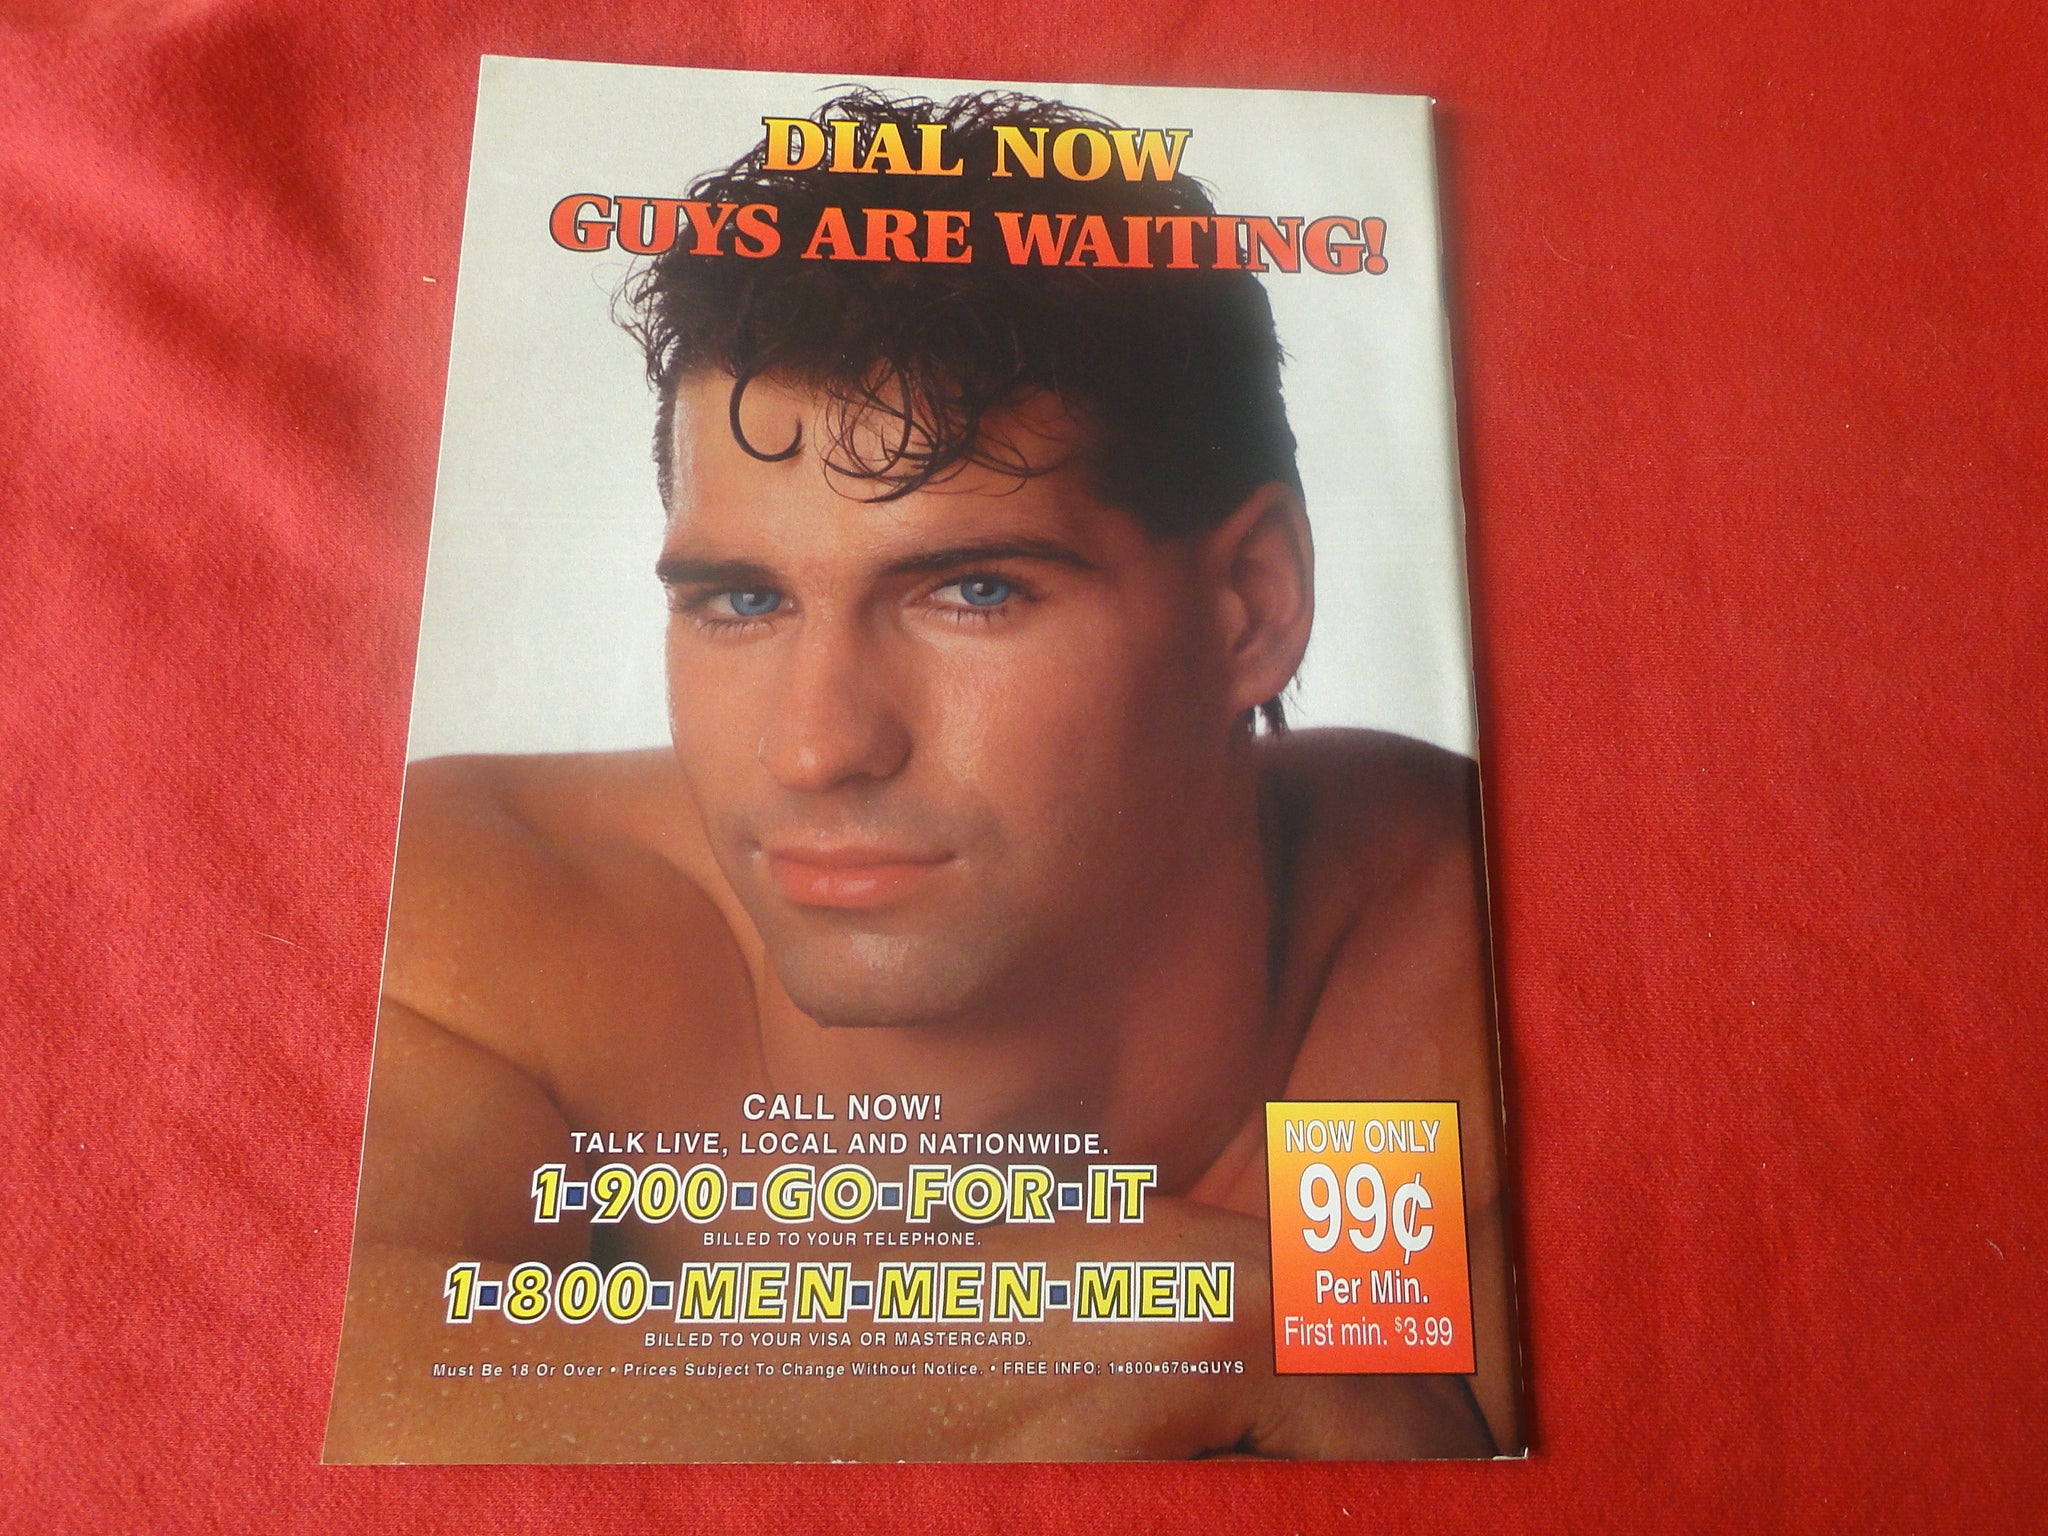 DIAL NOW
GUYS ARE WAITING!
CALL NOW!
TALK LIVE, LOCAL AND NATIONWIDE.
1▪900▪GO▪FOR▪IT
BILLED TO YOUR TELEPHONE.
1▪800▪MEN▪MEN▪MEN
BILLED TO YOUR VISA OR MASTERCARD.
Must Be 18 Or Over • Prices Subject To Change Without Notice. • FREE INFO: 1▪800▪676▪GUYS
NOW ONLY
99¢
Per Min.
First min. $3.99